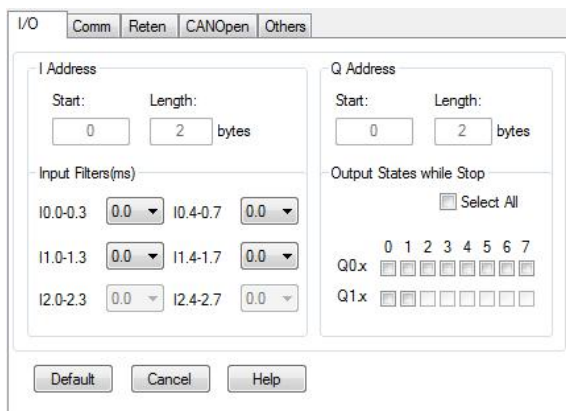 I/O Comm Reten CANOpen Others
I Address
Start: Length:
0 2 bytes
Input Filters(ms)
I0.0-0.3 0.0 I0.4-0.7 0.0
I1.0-1.3 0.0 I1.4-1.7 0.0
I2.0-2.3 0.0 I2.4-2.7 0.0
Q Address
Start: Length:
0 2 bytes
Output States while Stop
Select All
0 1 2 3 4 5 6 7
Q0.x
Q1.x
Default Cancel Help